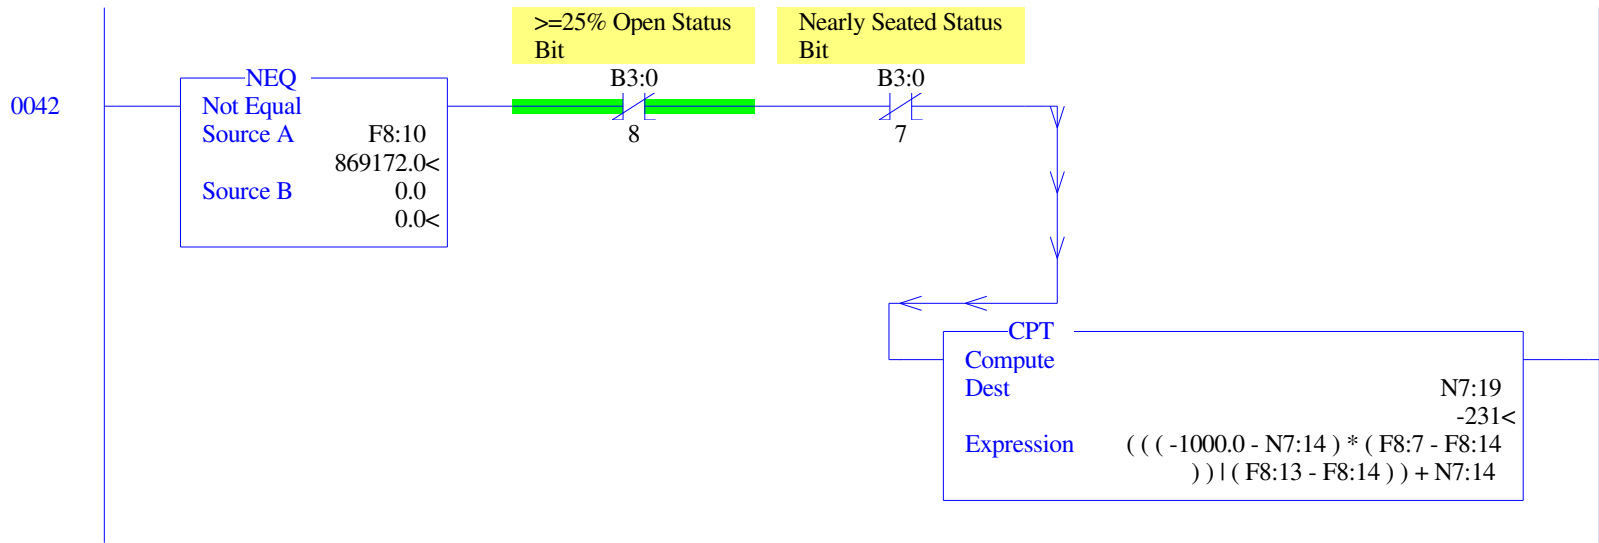 >=25% Open Status
Bit
Nearly Seated Status
Bit
NEQ
B3:0
B3:0
0042
Not Equal
Source A F8:10
8
7
869172.0<
Source B 0.0
0.0<
CPT
Compute
Dest N7:19
-231<
Expression ( ( ( -1000.0 - N7:14 ) * ( F8:7 - F8:14
) ) | ( F8:13 - F8:14 ) ) + N7:14